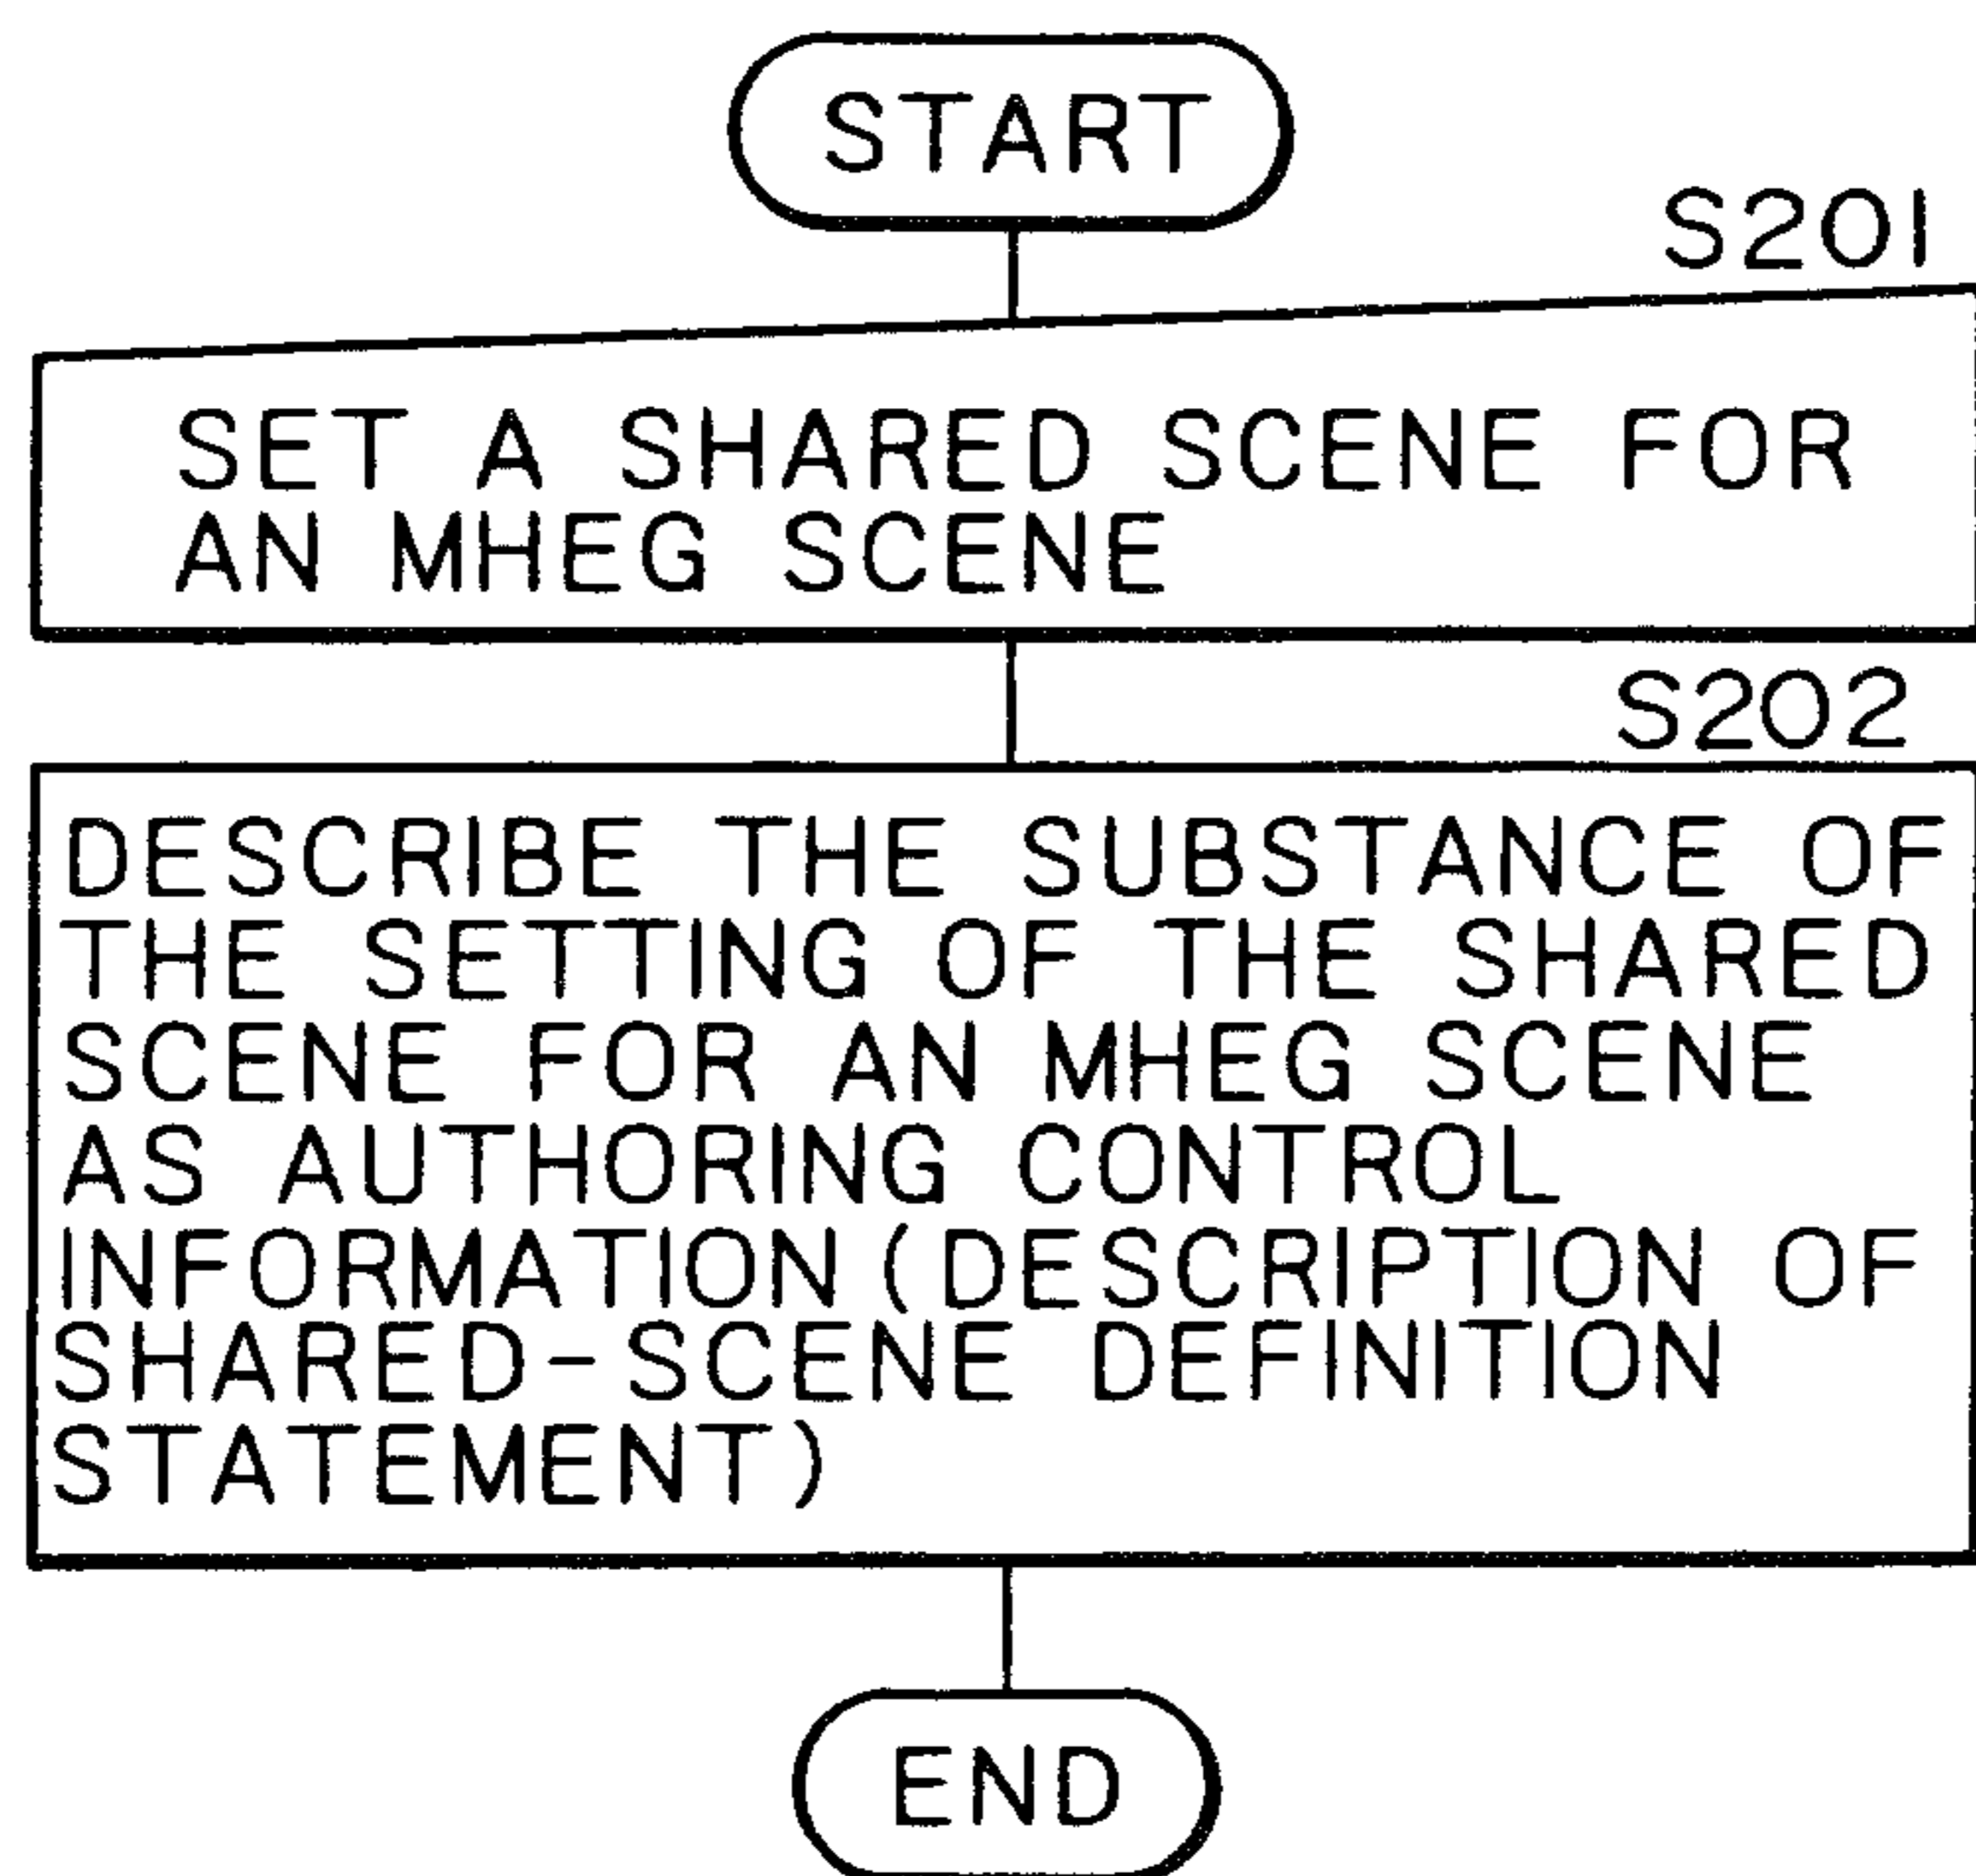 START
S201
SET A SHARED SCENE FOR
AN MHEG SCENE
S202
DESCRIBE THE SUBSTANCE OF
THE SETTING OF THE SHARED
SCENE FOR AN MHEG SCENE
AS AUTHORING CONTROL
INFORMATION(DESCRIPTION OF
SHARED-SCENE DEFINITION
STATEMENT)
END